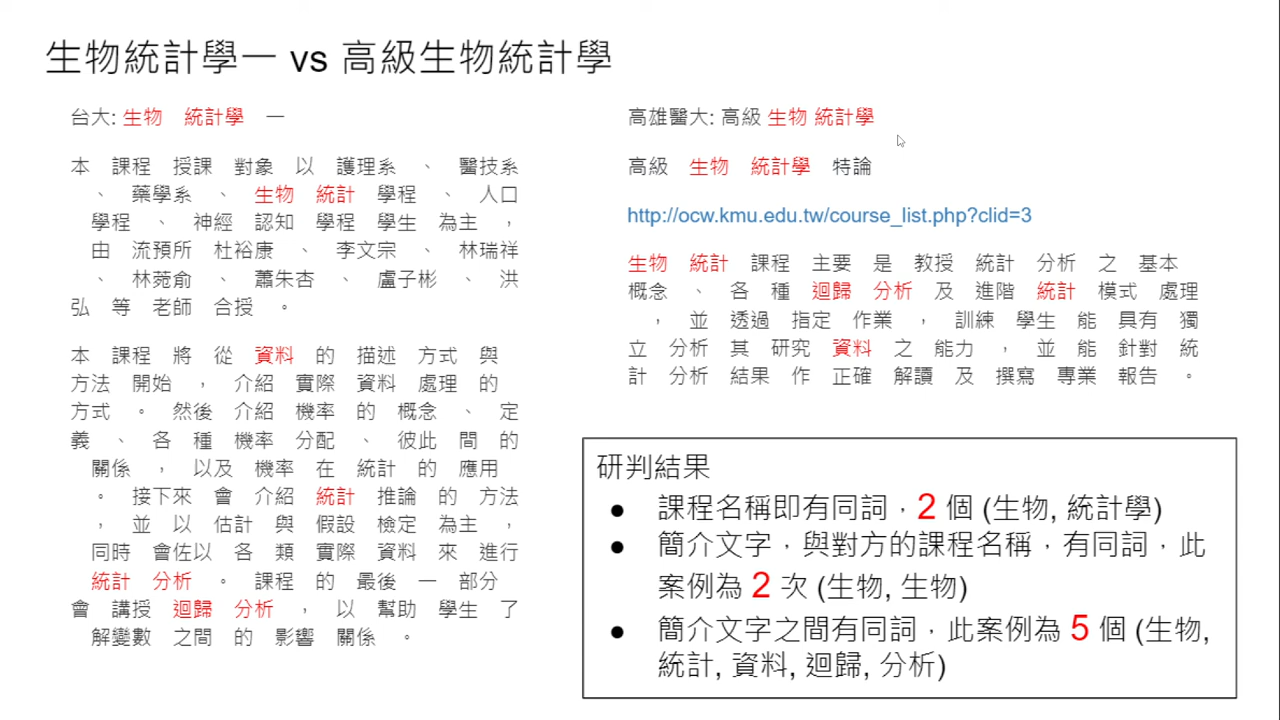 生物統計學一 vs 高級生物統計學
台大: 生物 統計學 一
本 課程 授課 對象 以 護理系 、 醫技系
、 藥學系 、 生物 統計 學程 、 人口
學程 、 神經 認知 學程 學生 為主 ,
由 流預所 杜裕康 、 李文宗 、 林瑞祥
、 林菀俞 、 蕭朱杏 、 盧子彬 、 洪
弘 等 老師 合授 。
本 課程 將 從 資料 的 描述 方式 與
方法 開始 , 介紹 實際 資料 處理 的
方式 。 然後 介紹 機率 的 概念 、 定
義 、 各 種 機率 分配 、 彼此 間 的
關係 , 以及 機率 在 統計 的 應用
。 接下來 會 介紹 統計 推論 的 方法
, 並 以 估計 與 假設 檢定 為主 ,
同時 會佐以 各 類 實際 資料 來 進行
統計 分析 。 課程 的 最後 一 部分
會 講授 迴歸 分析 , 以 幫助 學生 了
解變數 之間 的 影響 關係 。
高雄醫大: 高級 生物 統計學
高級 生物 統計學 特論
http://ocw.kmu.edu.tw/course_list.php?clid=3
生物 統計 課程 主要 是 教授 統計 分析 之 基本
概念 、 各 種 迴歸 分析 及 進階 統計 模式 處理
, 並 透過 指定 作業 , 訓練 學生 能 具有 獨
立 分析 其 研究 資料 之 能力 , 並 能 針對 統
計 分析 結果 作 正確 解讀 及 撰寫 專業 報告 。
研判結果
● 課程名稱即有同詞，2 個 (生物, 統計學)
● 簡介文字，與對方的課程名稱，有同詞，此
案例為 2 次 (生物, 生物)
● 簡介文字之間有同詞，此案例為 5 個 (生物,
統計, 資料, 迴歸, 分析)